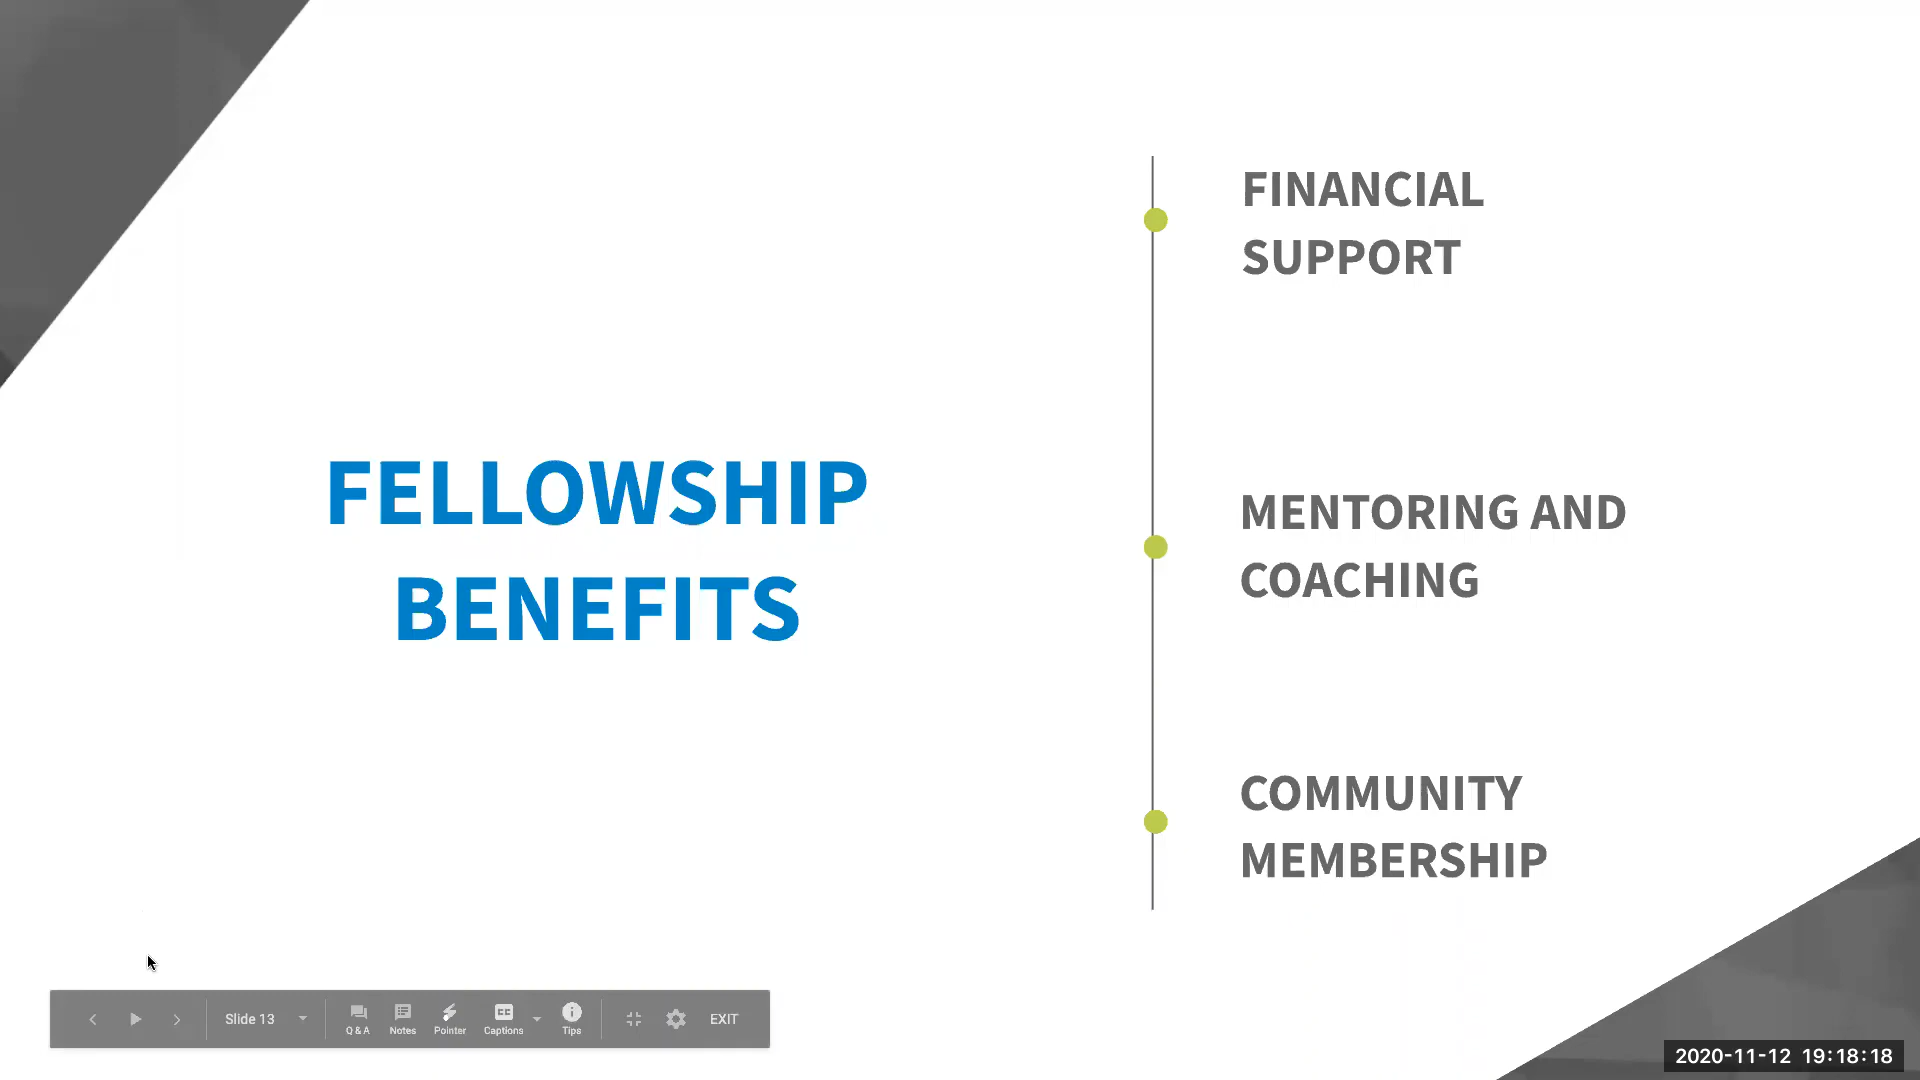 FELLOWSHIP
BENEFITS
FINANCIAL
SUPPORT
MENTORING AND
COACHING
COMMUNITY
MEMBERSHIP
Slide 13
Q & A
Notes
Pointer
CC
Captions
Tips
EXIT
2020-11-12 19:18:18